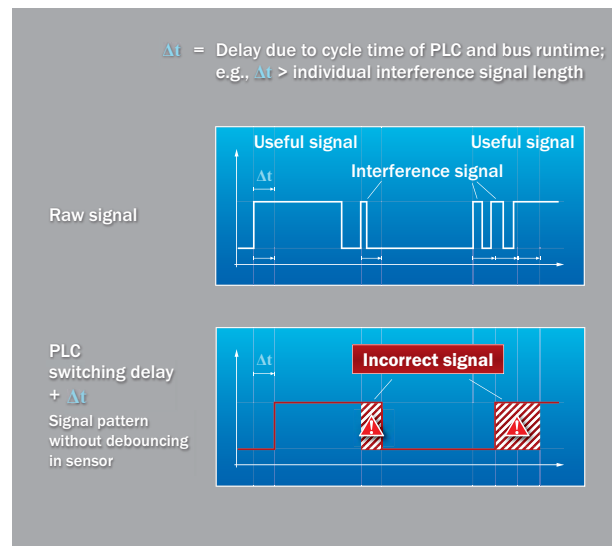 Δt = Delay due to cycle time of PLC and bus runtime;
e.g., Δt > individual interference signal length
Useful signal Useful signal
Interference signal
Δt
Raw signal
PLC
switching delay
+ Δt
Signal pattern
without debouncing
in sensor
Δt
Incorrect signal